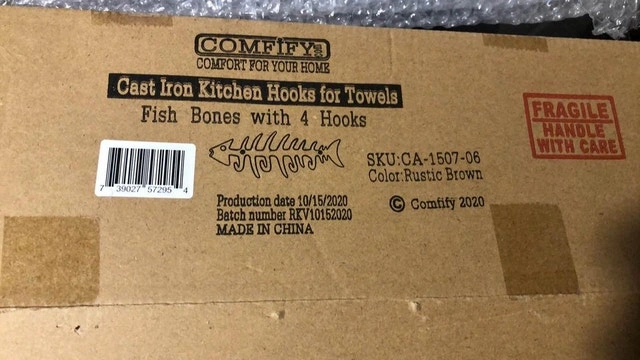 COMFIFY
COMFORT FOR YOUR HOME
Cast Iron Kitchen Hooks for Towels
Fish Bones with 4 Hooks
FRAGILE
HANDLE
WITH CARE
7 39027 57295 4
SKU:CA-1507-06
Color:Rustic Brown
Production date 10/15/2020
Batch number RKV10152020
MADE IN CHINA
© Comfify 2020